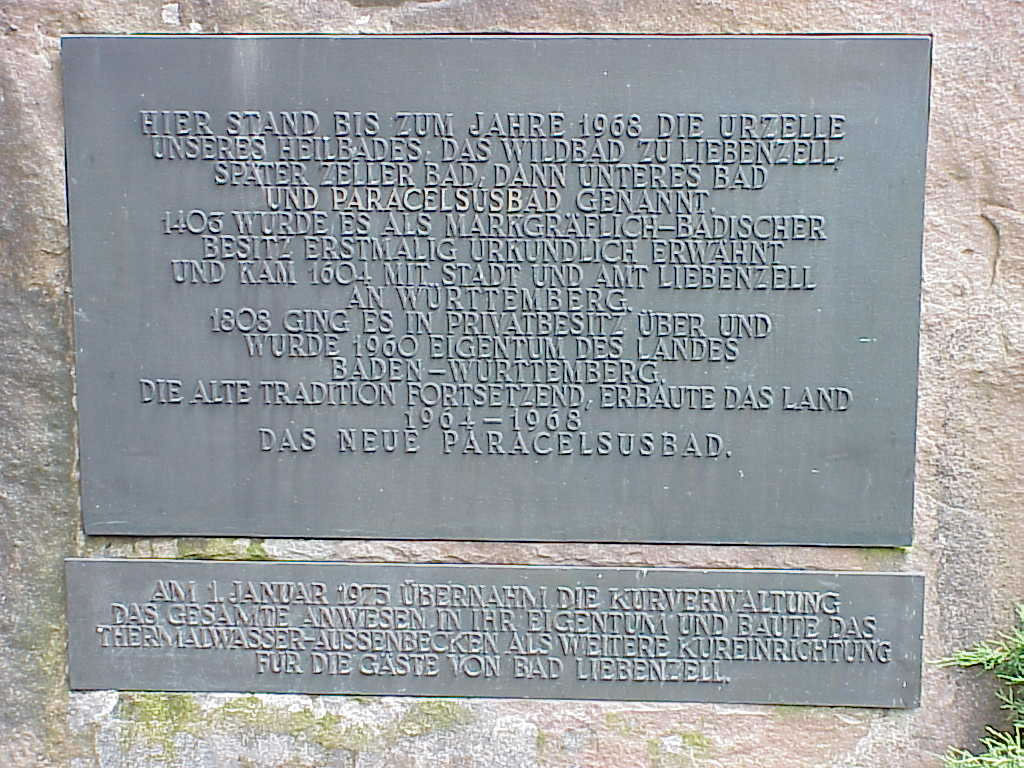 HIER STAND BIS ZUM JAHRE 1968 DIE URZELLE
UNSERES HEILBADES, DAS WILDBAD ZU LIEBENZELL,
SPÄTER ZELLER BAD, DANN UNTERES BAD
UND PARACELSUSBAD GENANNT.
1403 WURDE ES ALS MARKGRÄFLICH-BADISCHER
BESITZ ERSTMALIG URKUNDLICH ERWÄHNT
UND KAM 1604 MIT STADT UND AMT LIEBENZELL
AN WÜRTTEMBERG.
1808 GING ES IN PRIVATBESITZ ÜBER UND
WURDE 1960 EIGENTUM DES LANDES
BADEN-WÜRTTEMBERG.
DIE ALTE TRADITION FORTSETZEND, ERBAUTE DAS LAND
1964-1968
DAS NEUE PARACELSUSBAD.
AM 1. JANUAR 1975 ÜBERNAHM DIE KURVERWALTUNG
DAS GESAMTE ANWESEN IN IHR EIGENTUM UND BAUTE DAS
THERMALWASSER-AUSSENBECKEN ALS WEITERE KUREINRICHTUNG
FÜR DIE GÄSTE VON BAD LIEBENZELL.